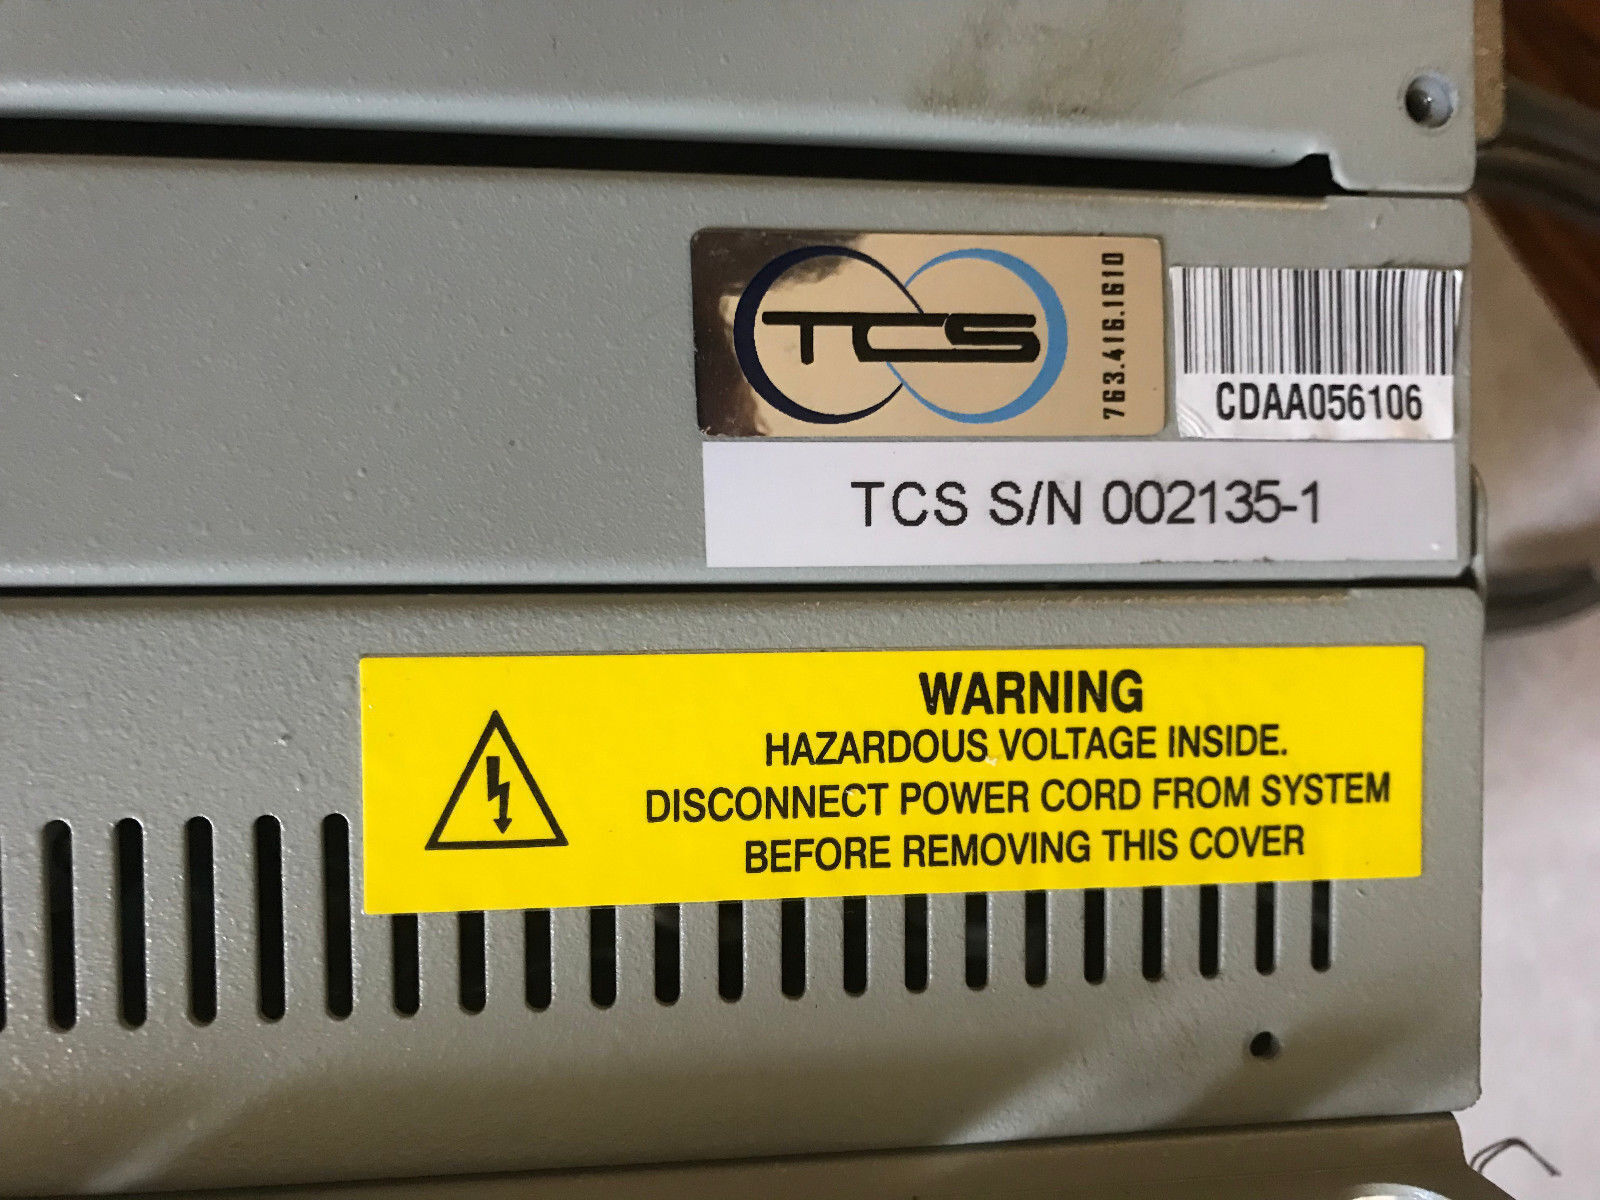 TCS
763.416.1610
CDAA056106
TCS S/N 002135-1
WARNING
HAZARDOUS VOLTAGE INSIDE.
DISCONNECT POWER CORD FROM SYSTEM
BEFORE REMOVING THIS COVER